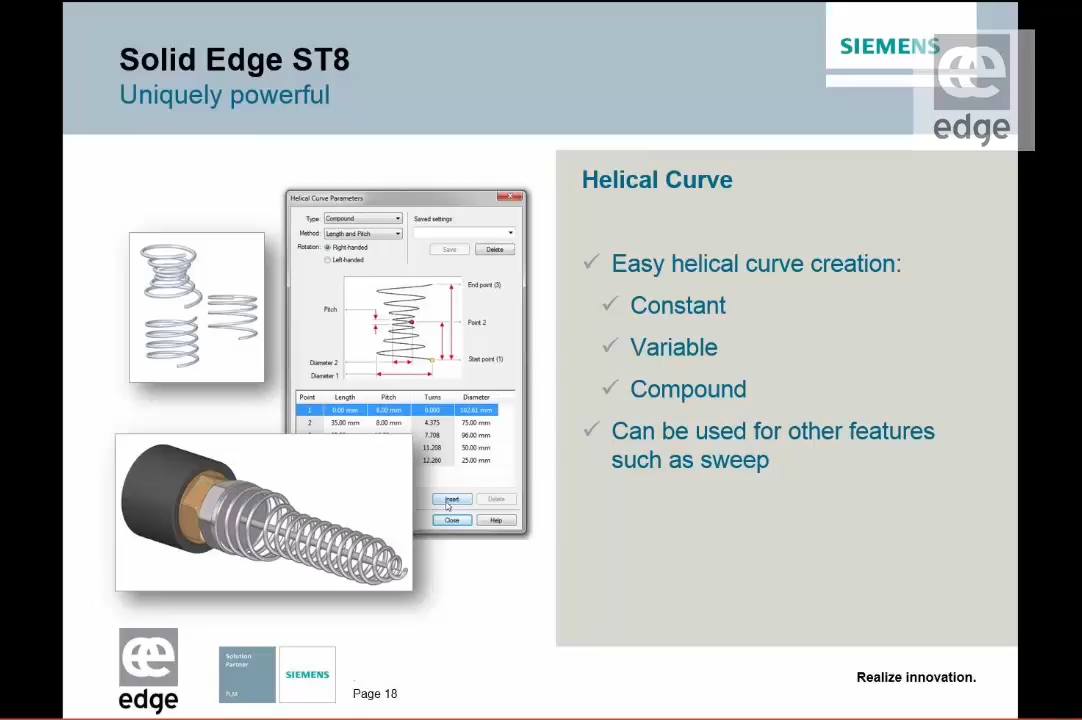 Solid Edge ST8
Uniquely powerful
SIEMENS
edge
Helical Curve
Easy helical curve creation:
Constant
Variable
Compound
Can be used for other features
such as sweep
Helical Curve Parameters
Type: Compound
Saved settings:
Method: Length and Pitch
Rotation: Right-handed
Left-handed
Save Delete
End point (3)
Pitch
Point 2
Start point (1)
Diameter 2
Diameter 1
Point Length Pitch Turns Diameter
1 0.00 mm 8.00 mm 0.000 102.61 mm
2 35.00 mm 8.00 mm 4.375 75.00 mm
7.708 96.00 mm
11.208 50.00 mm
12.280 25.00 mm
Insert Delete
Close Help
edge
Solution
Partner
PLM
SIEMENS
Page 18
Realize innovation.